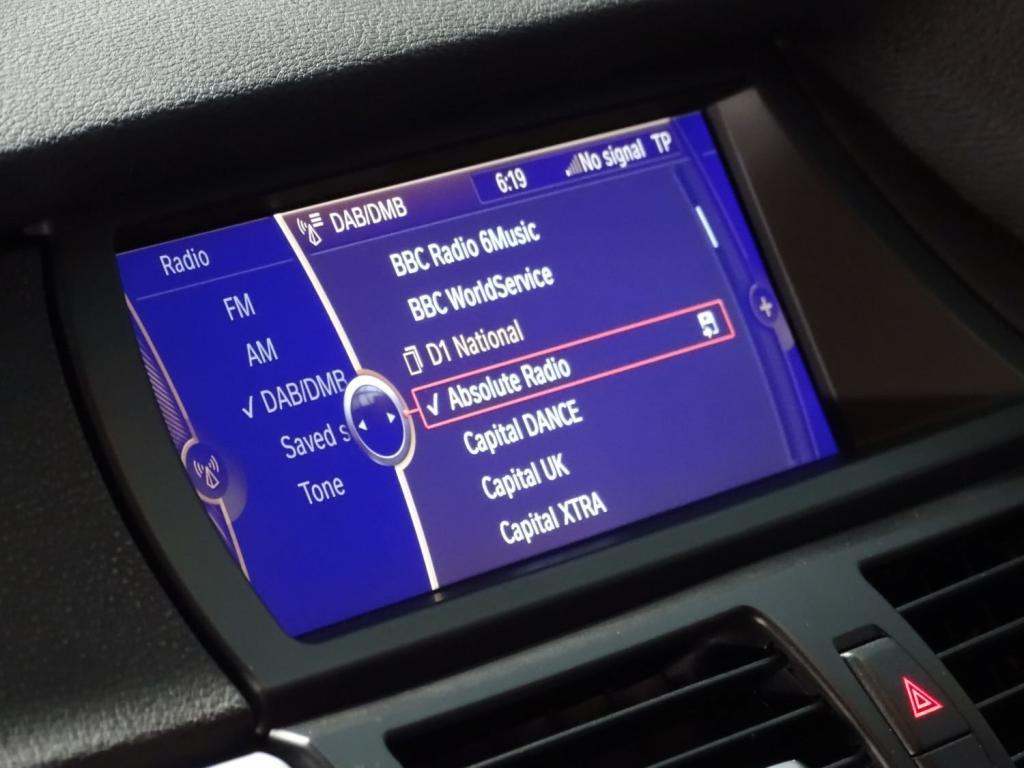 Radio
FM
AM
✓ DAB/DMB
Saved s
Tone
DAB/DMB
6:19
No signal TP
BBC Radio 6Music
BBC WorldService
D1 National
✓ Absolute Radio
Capital DANCE
Capital UK
Capital XTRA